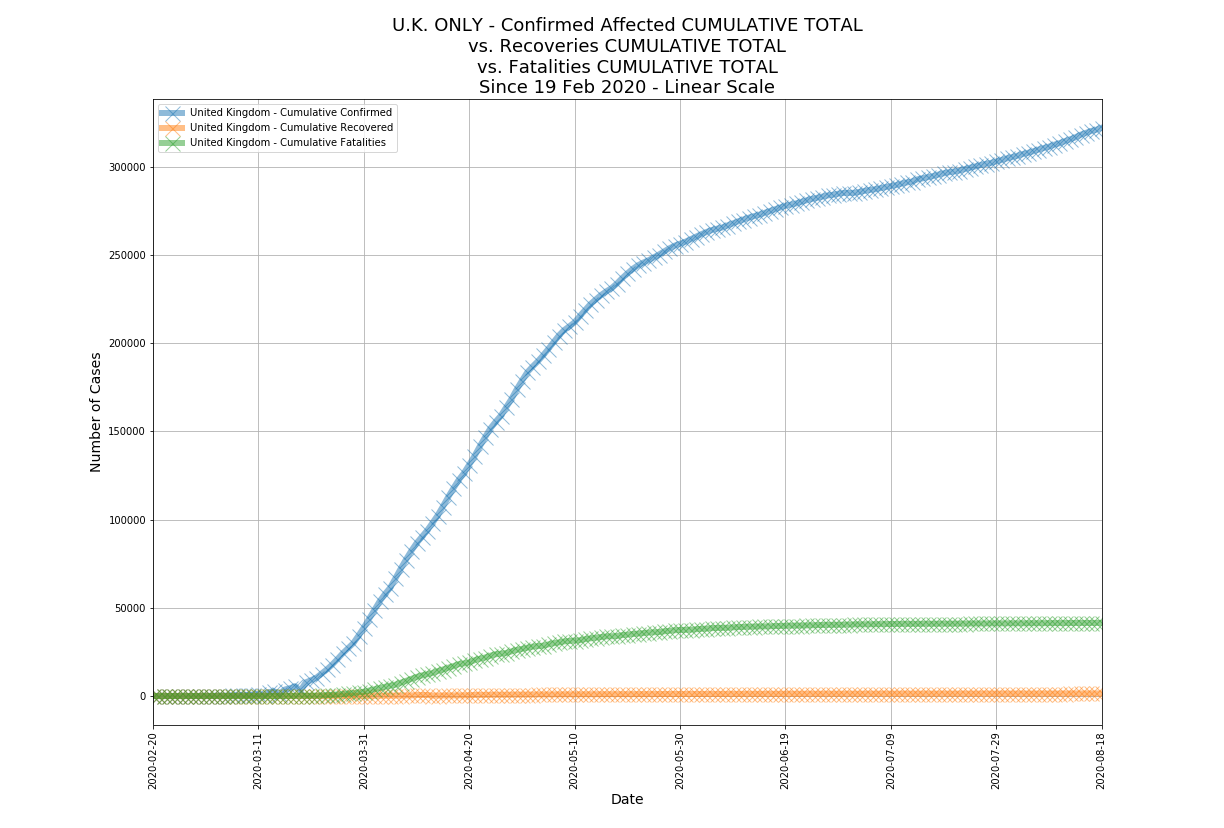 U.K. ONLY - Confirmed Affected CUMULATIVE TOTAL
vs. Recoveries CUMULATIVE TOTAL
vs. Fatalities CUMULATIVE TOTAL
Since 19 Feb 2020 - Linear Scale
United Kingdom - Cumulative Confirmed
United Kingdom - Cumulative Recovered
United Kingdom - Cumulative Fatalities
Number of Cases
300000
250000
200000
150000
100000
50000
0
2020-02-20
2020-03-11
2020-03-31
2020-04-20
2020-05-10
2020-05-30
2020-06-19
2020-07-09
2020-07-29
2020-08-18
Date